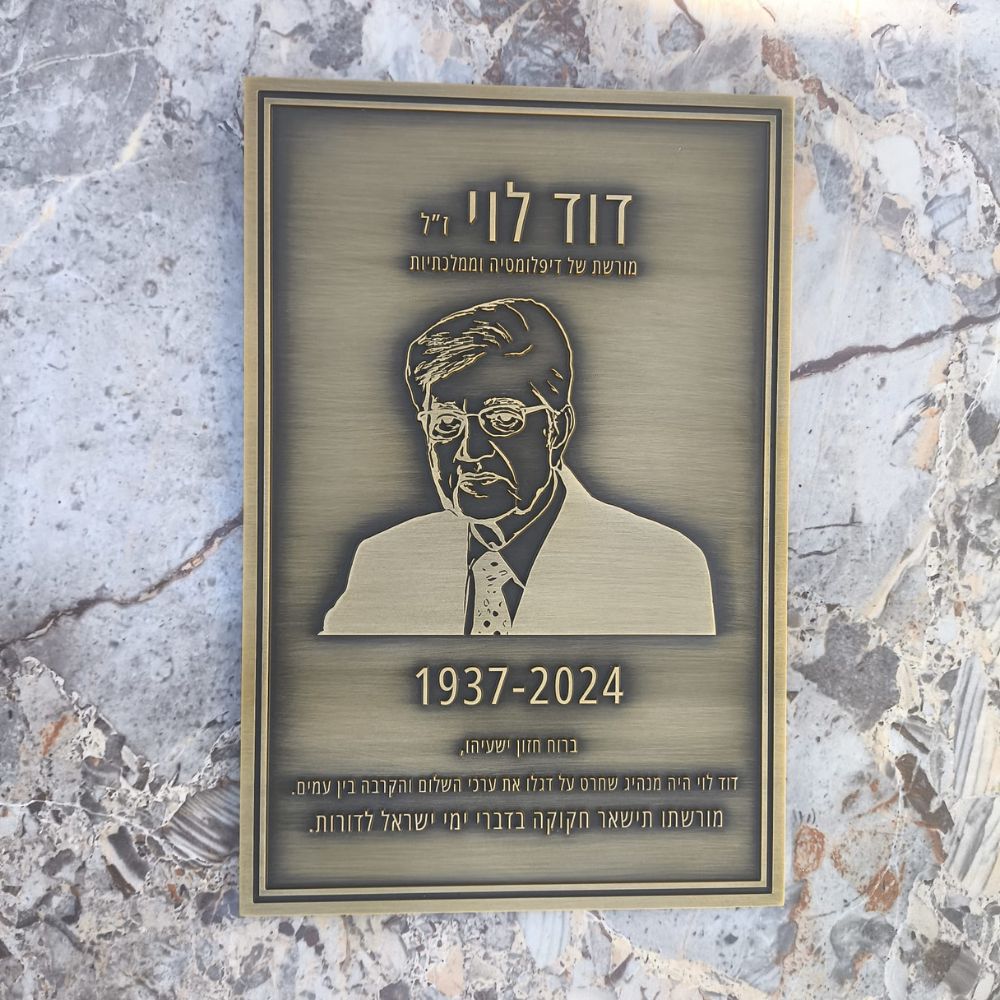 דוד לוי ז"ל
מורשת של דיפלומטיה וממלכתיות
1937-2024
ברוח חזון ישעיהו,
דוד לוי היה מנהיג שחרט על דגלו את ערכי השלום והקרבה בין עמים.
מורשתו תישאר חקוקה בדברי ימי ישראל לדורות.